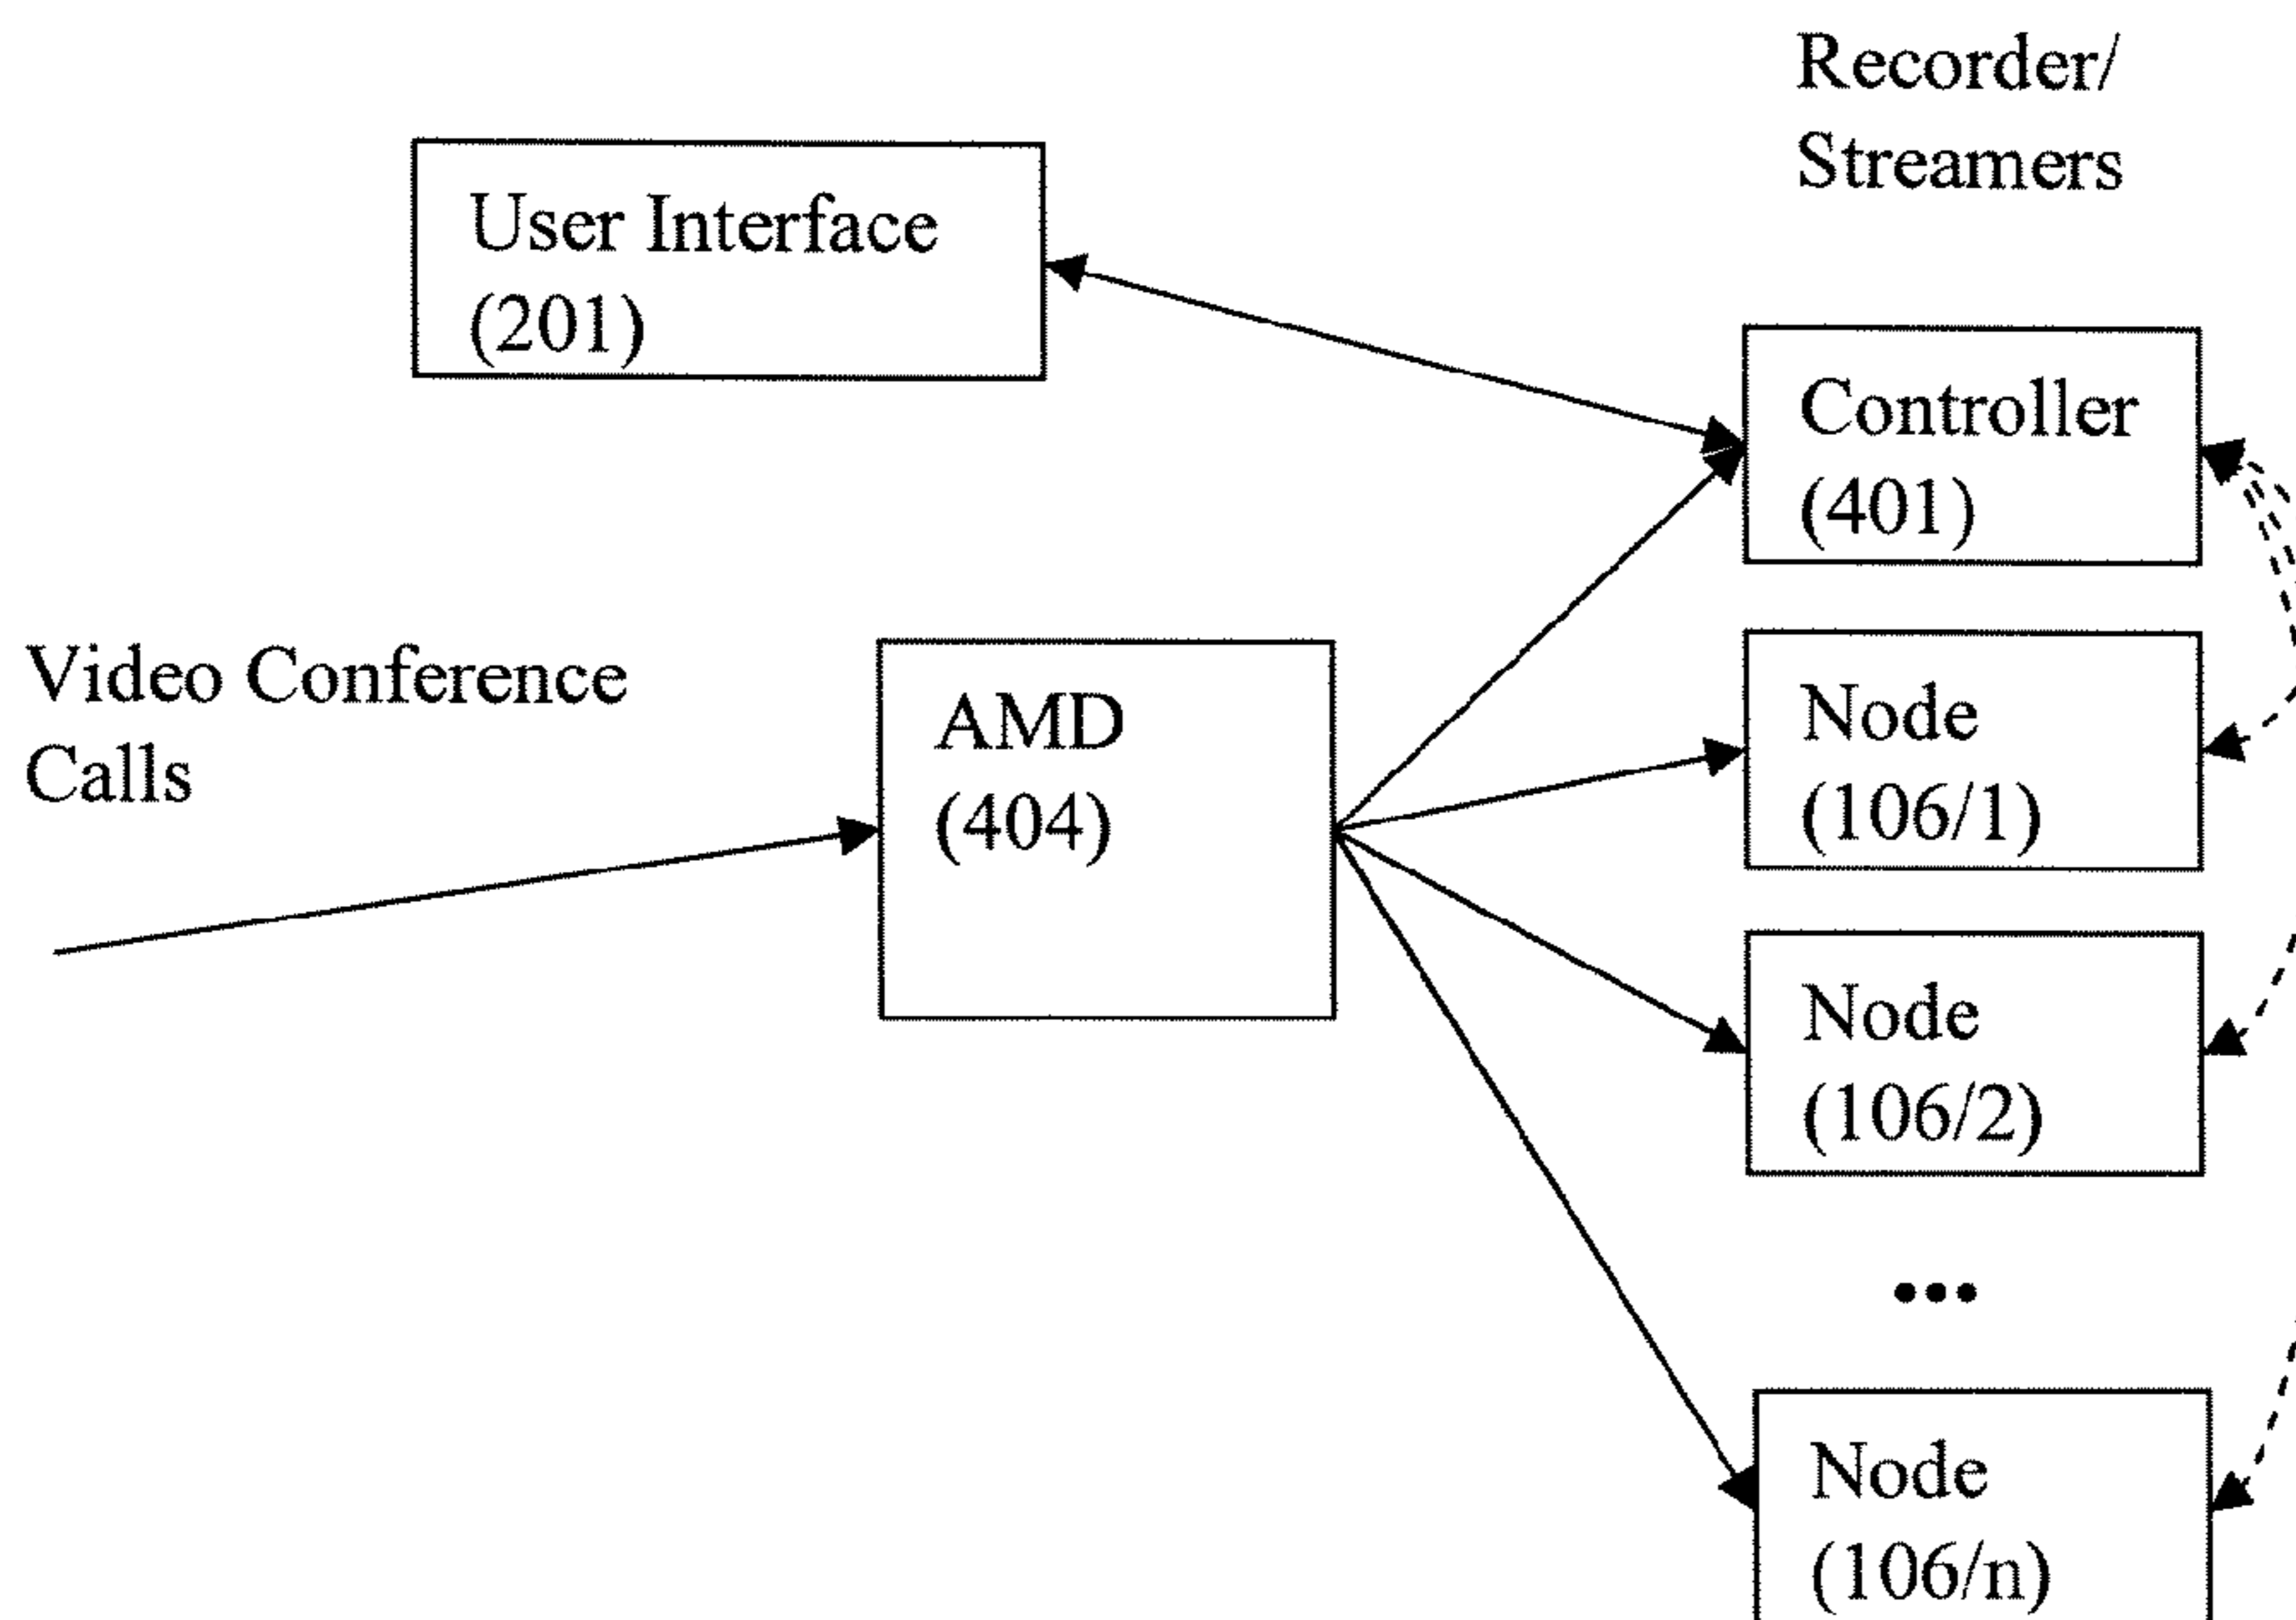 Recorder/
Streamers
User Interface
(201)
Controller
(401)
Video Conference
Calls
AMD
(404)
Node
(106/1)
Node
(106/2)
•••
Node
(106/n)